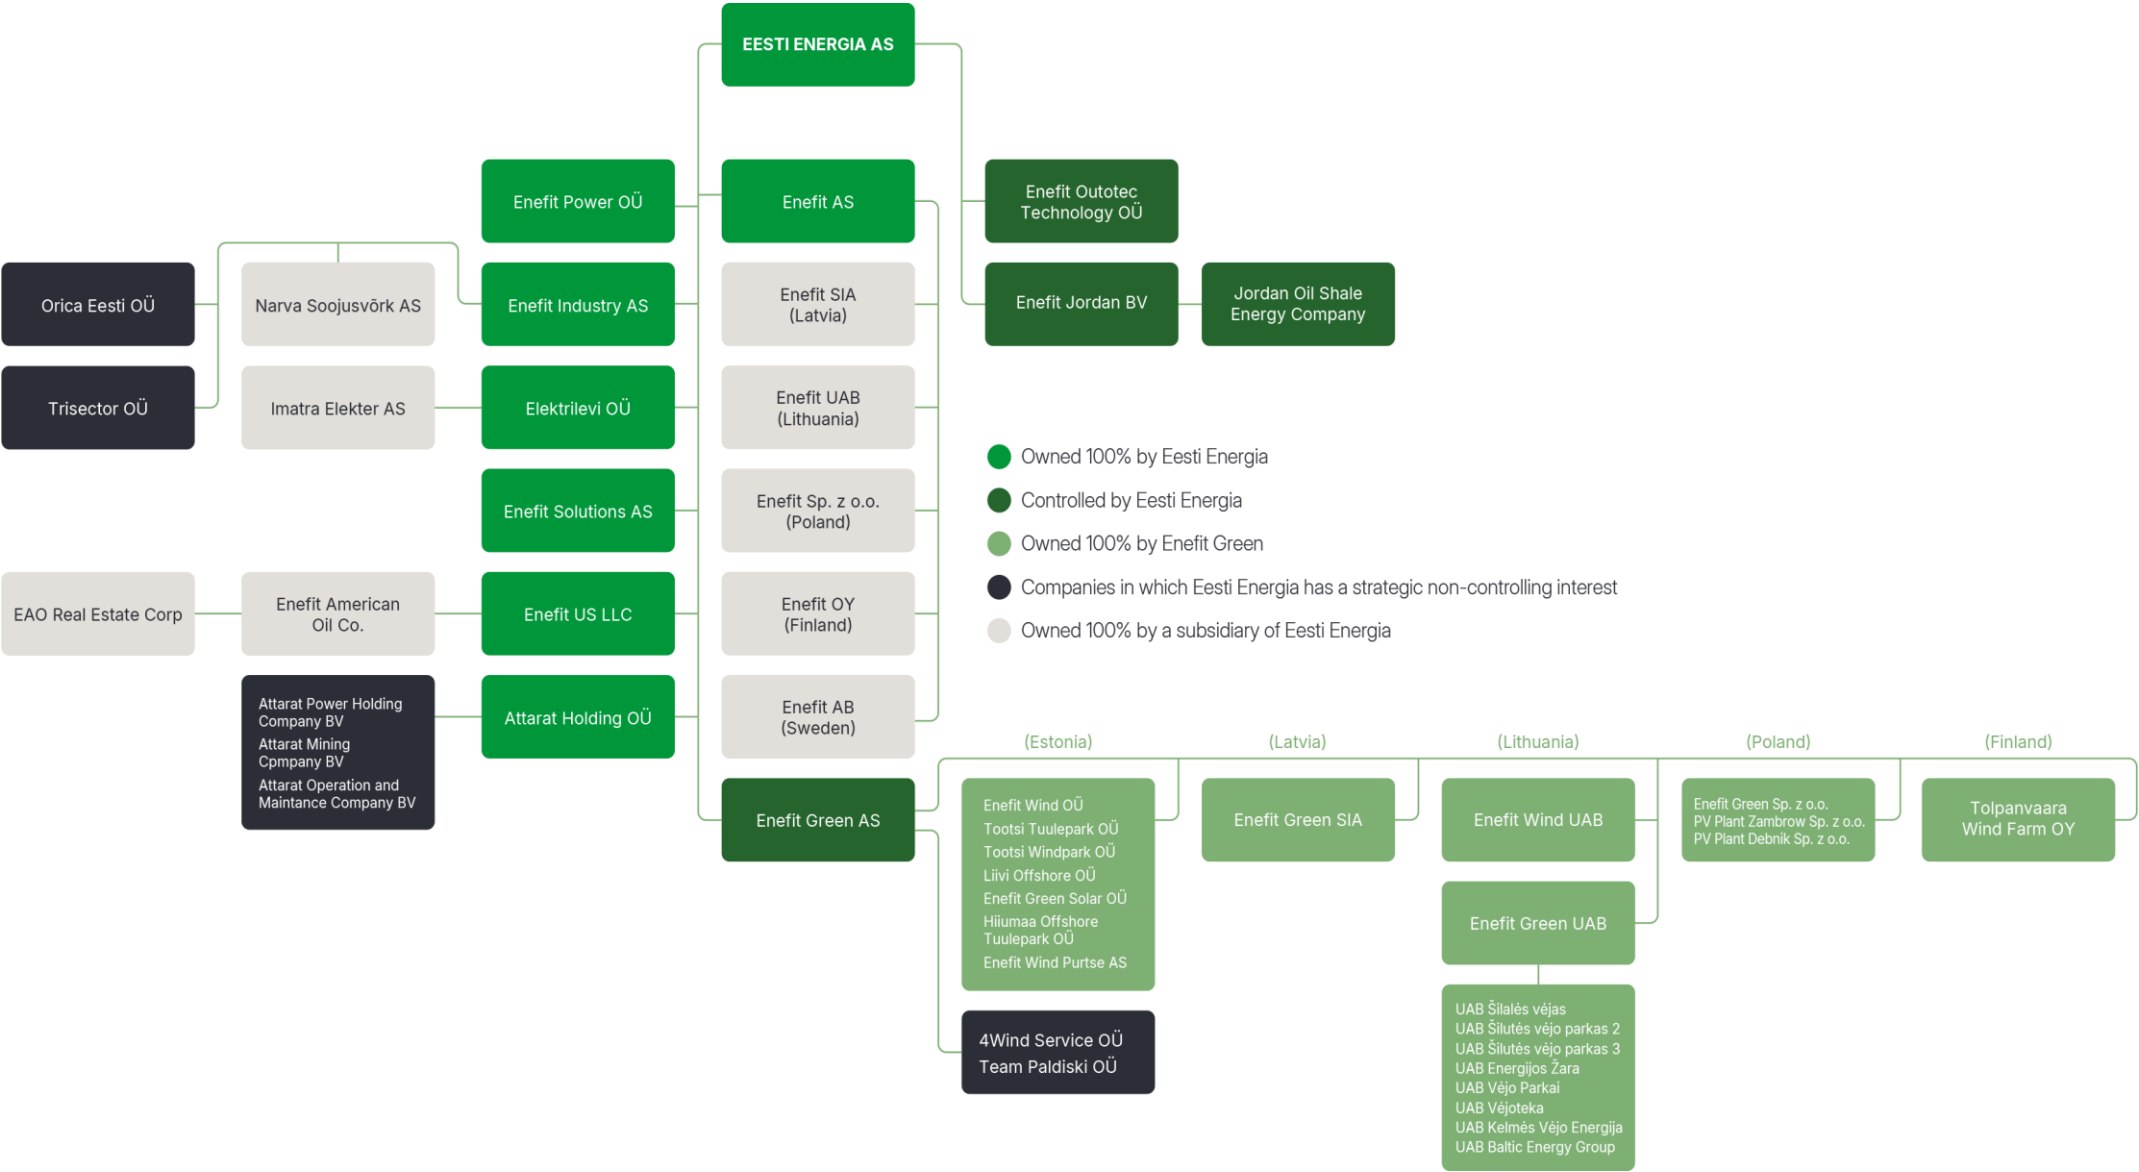 EESTI ENERGIA AS
Enefit Power OÜ
Enefit AS
Enefit Outotec
Technology OÜ
Orica Eesti OÜ
Narva Soojusvõrk AS
Enefit Industry AS
Enefit SIA
(Latvia)
Enefit Jordan BV
Jordan Oil Shale
Energy Company
Trisector OÜ
Imatra Elekter AS
Elektrilevi OÜ
Enefit UAB
(Lithuania)
Enefit Solutions AS
Enefit Sp. z o.o.
(Poland)
Owned 100% by Eesti Energia
Controlled by Eesti Energia
Owned 100% by Enefit Green
Companies in which Eesti Energia has a strategic non-controlling interest
Owned 100% by a subsidiary of Eesti Energia
EAO Real Estate Corp
Enefit American
Oil Co.
Enefit US LLC
Enefit OY
(Finland)
Attarat Power Holding
Company BV
Attarat Mining
Cpmpany BV
Attarat Operation and
Maintance Company BV
Attarat Holding OÜ
Enefit AB
(Sweden)
Enefit Green AS
(Estonia)
(Latvia)
(Lithuania)
(Poland)
(Finland)
Enefit Wind OÜ
Tootsi Tuulepark OÜ
Tootsi Windpark OÜ
Liivi Offshore OÜ
Enefit Green Solar OÜ
Hiiumaa Offshore
Tuulepark OÜ
Enefit Wind Purtse AS
Enefit Green SIA
Enefit Wind UAB
Enefit Green Sp. z o.o.
PV Plant Zambrow Sp. z o.o.
PV Plant Debnik Sp. z o.o.
Tolpanvaara
Wind Farm OY
Enefit Green UAB
4Wind Service OÜ
Team Paldiski OÜ
UAB Šilalės vėjas
UAB Šilutės vėjo parkas 2
UAB Šilutės vėjo parkas 3
UAB Energijos Žara
UAB Vėjo Parkai
UAB Vėjoteka
UAB Kelmės Vėjo Energija
UAB Baltic Energy Group